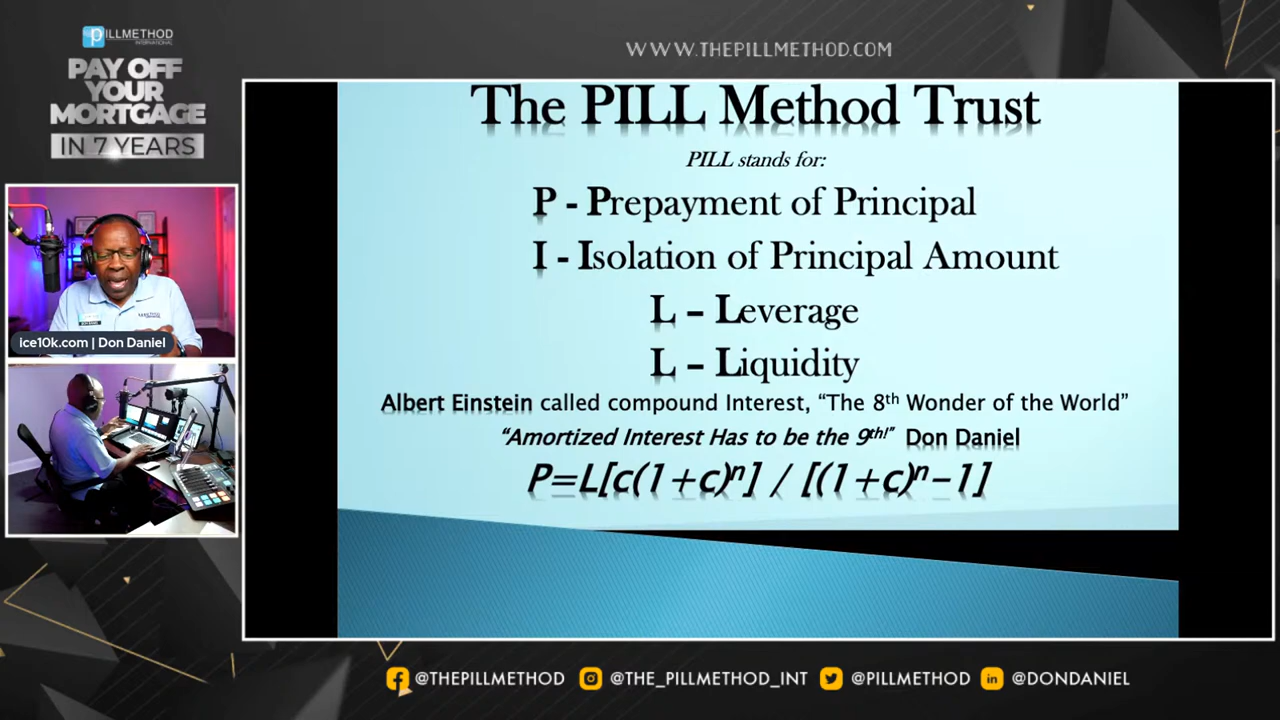 PILLMETHOD
INTERNATIONAL
PAY OFF
YOUR
MORTGAGE
IN 7 YEARS
WWW.THEPILLMETHOD.COM
The PILL Method Trust
PILL stands for:
P - Prepayment of Principal
I - Isolation of Principal Amount
L – Leverage
L – Liquidity
Albert Einstein called compound Interest, “The 8th Wonder of the World”
“Amortized Interest Has to be the 9th!” Don Daniel
P=L[c(1+c)n] / [(1+c)n-1]
ice10k.com | Don Daniel
@THEPILLMETHOD @THE_PILLMETHOD_INT @PILLMETHOD @DONDANIEL